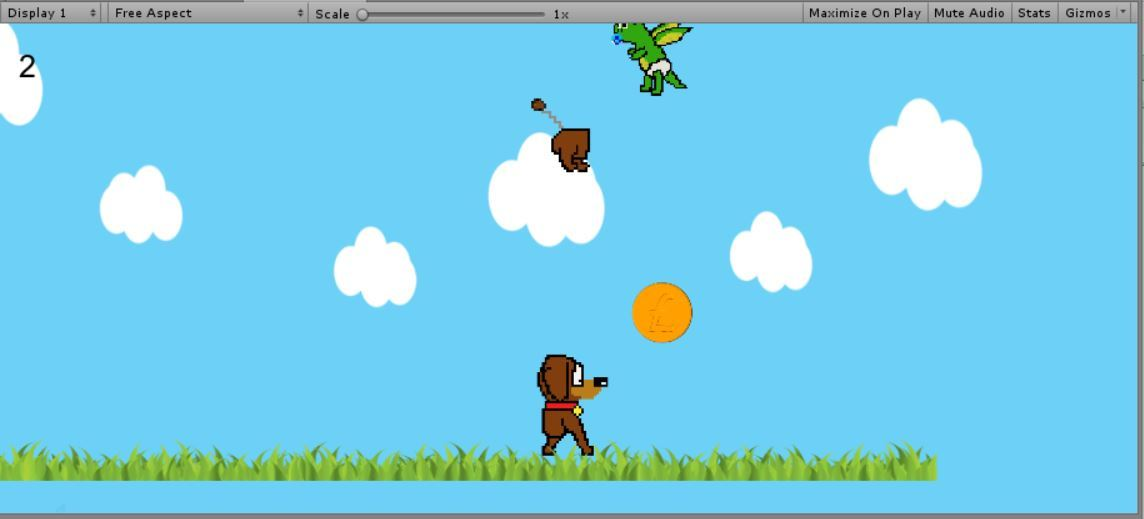 Display 1 Free Aspect Scale 1x Maximize On Play Mute Audio Stats Gizmos
2
£